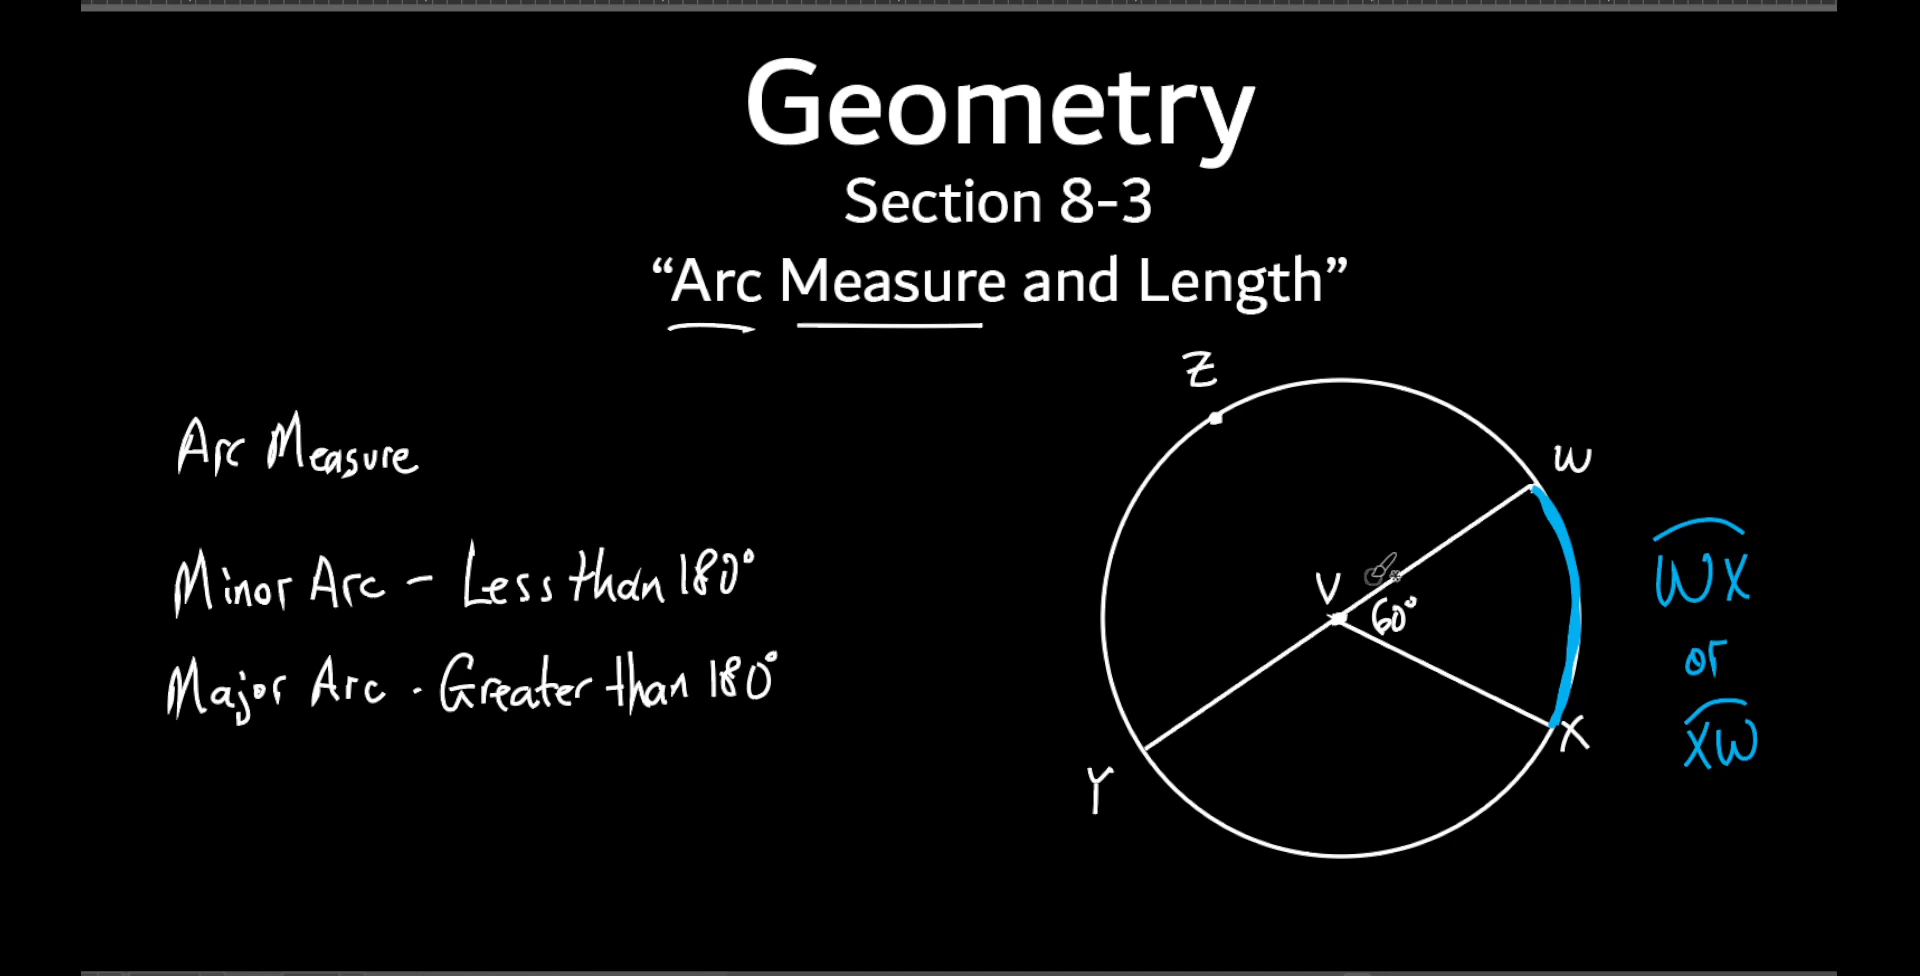 Geometry
Section 8-3
“Arc Measure and Length”
Arc Measure
Minor Arc - Less than 180°
Major Arc - Greater than 180°
Z
W
V
60°
X
Y
WX
or
XW